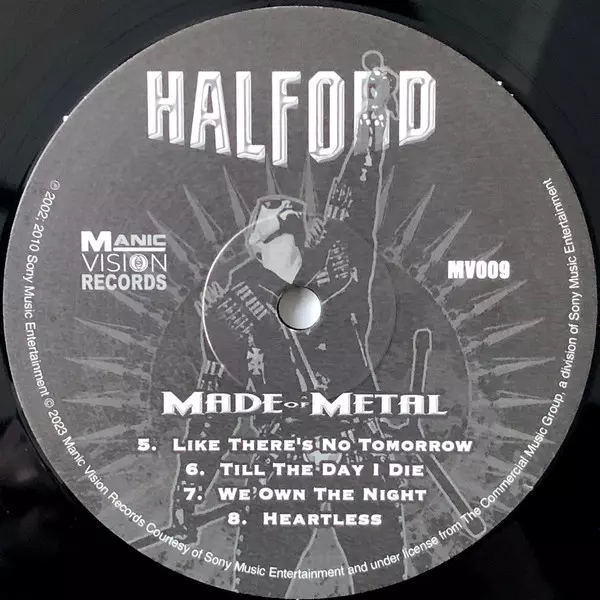 HALFORD
MANIC
VISION
RECORDS
MV009
MADE OF METAL
5. LIKE THERE'S NO TOMORROW
6. TILL THE DAY I DIE
7. WE OWN THE NIGHT
8. HEARTLESS
℗ 2002, 2010 Sony Music Entertainment © 2023 Manic Vision Records Courtesy of Sony Music Entertainment and under license from The Commercial Music Group, a division of Sony Music Entertainment